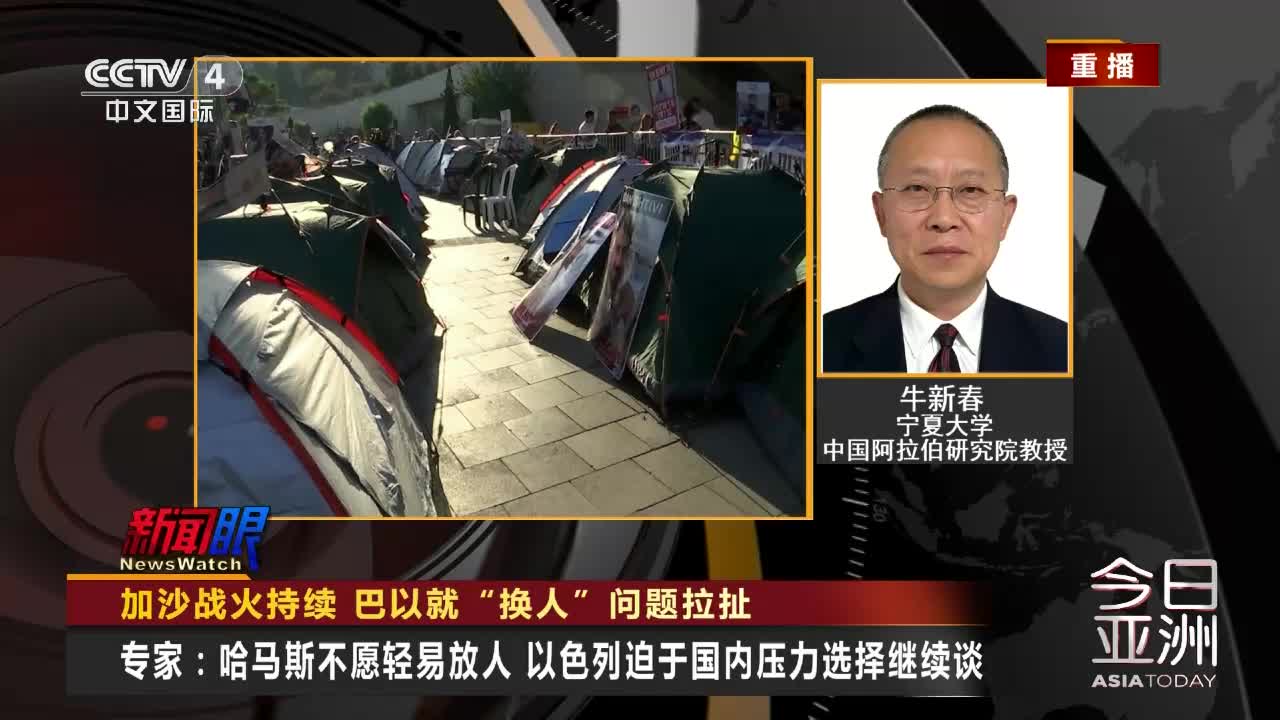 CCTV 4
中文国际
重播
牛新春
宁夏大学
中国阿拉伯研究院教授
新闻眼
NewsWatch
加沙战火持续 巴以就“换人”问题拉扯
专家：哈马斯不愿轻易放人 以色列迫于国内压力选择继续谈
今日
亚洲
ASIA TODAY